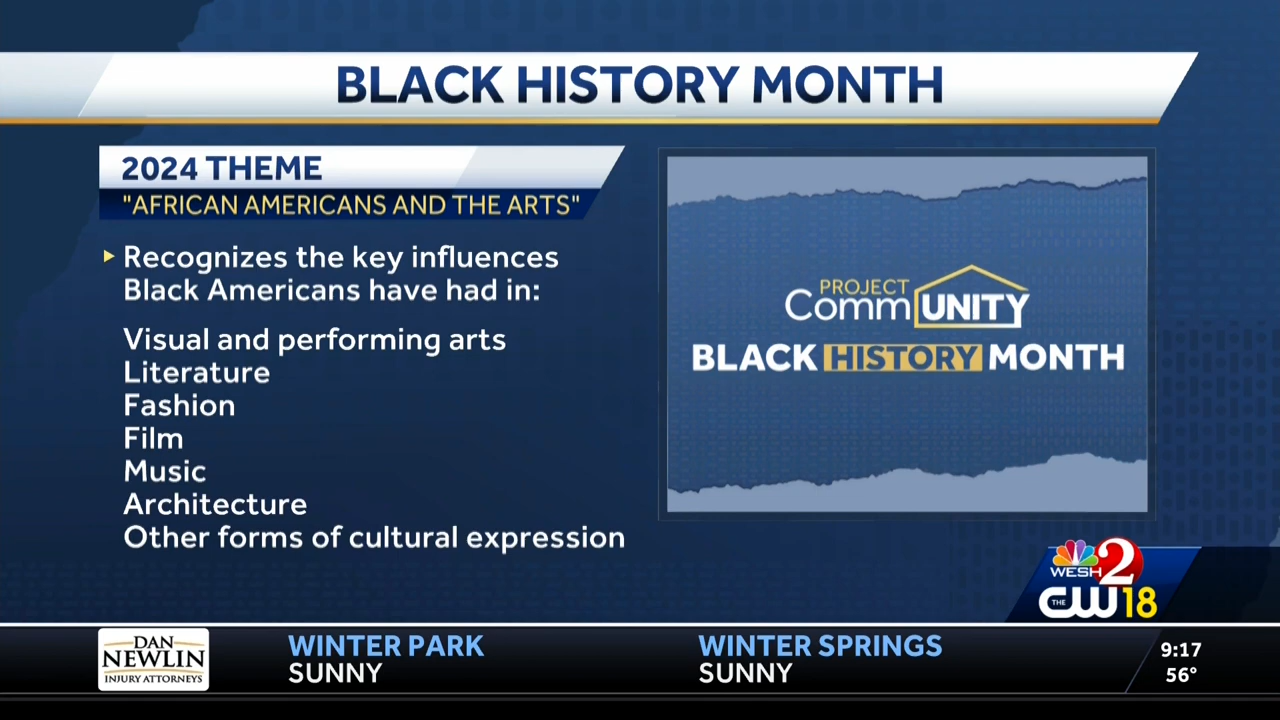 BLACK HISTORY MONTH
2024 THEME
"AFRICAN AMERICANS AND THE ARTS"
Recognizes the key influences
Black Americans have had in:
Visual and performing arts
Literature
Fashion
Film
Music
Architecture
Other forms of cultural expression
PROJECT
CommUNITY
BLACK HISTORY MONTH
WESH 2
THE CW 18
DAN
NEWLIN
INJURY ATTORNEYS
WINTER PARK
SUNNY
WINTER SPRINGS
SUNNY
9:17
56°